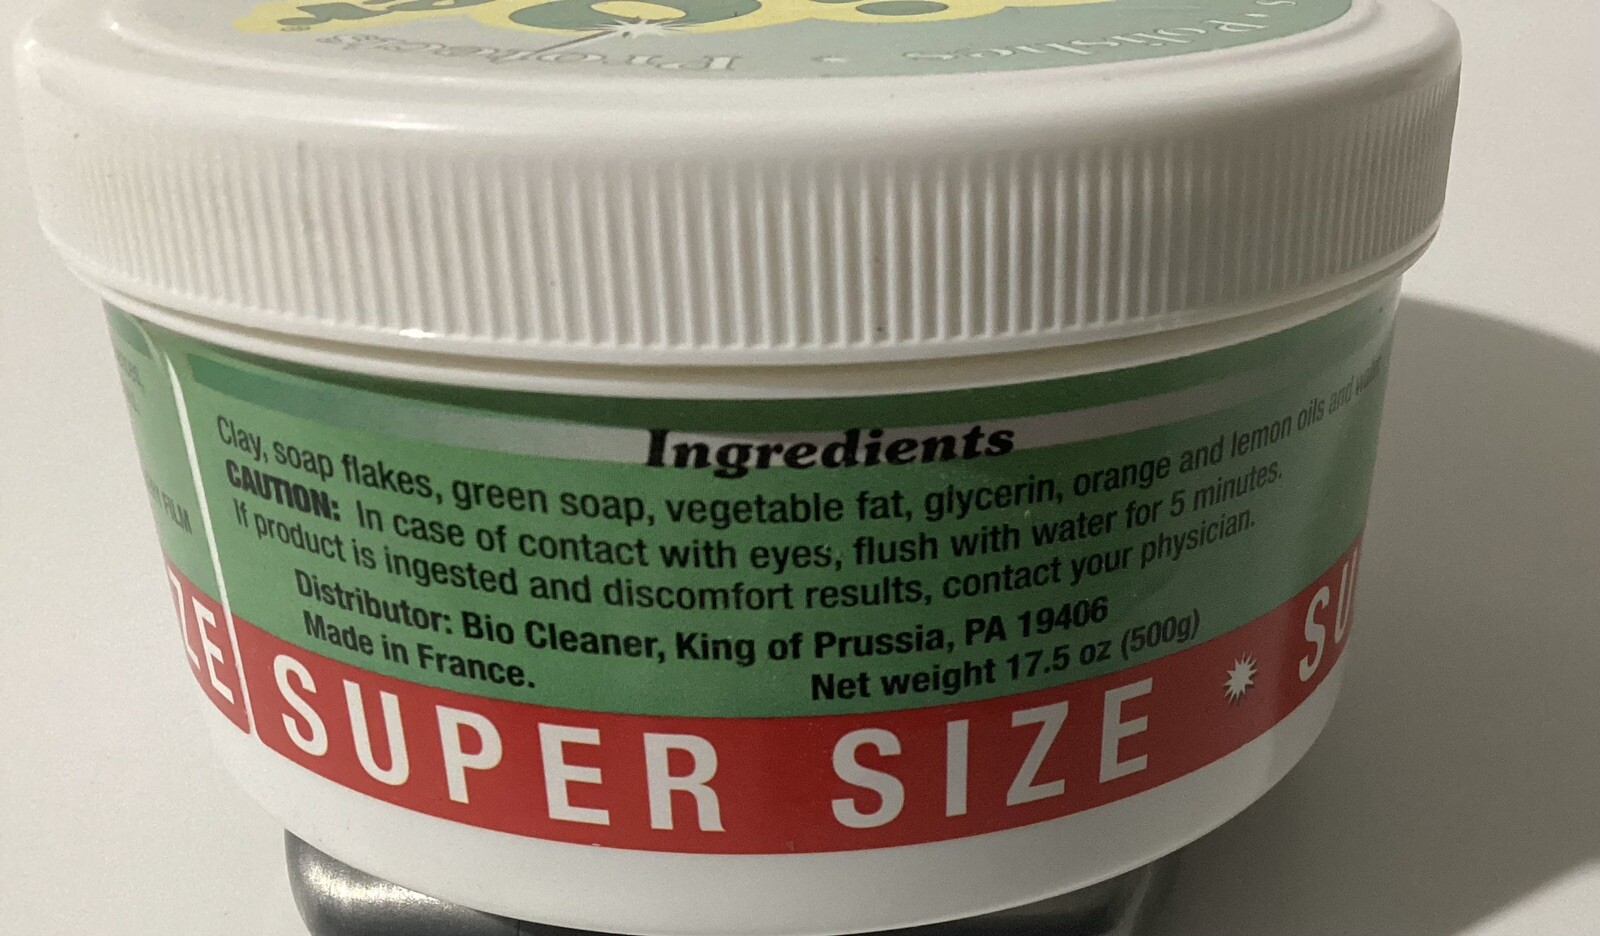 Polishes
Protects
Ingredients
Clay, soap flakes, green soap, vegetable fat, glycerin, orange and lemon oils and water.
CAUTION: In case of contact with eyes, flush with water for 5 minutes.
If product is ingested and discomfort results, contact your physician.
Distributor: Bio Cleaner, King of Prussia, PA 19406
Made in France.
Net weight 17.5 oz (500g)
FILM
ZE
SUPER SIZE * SU